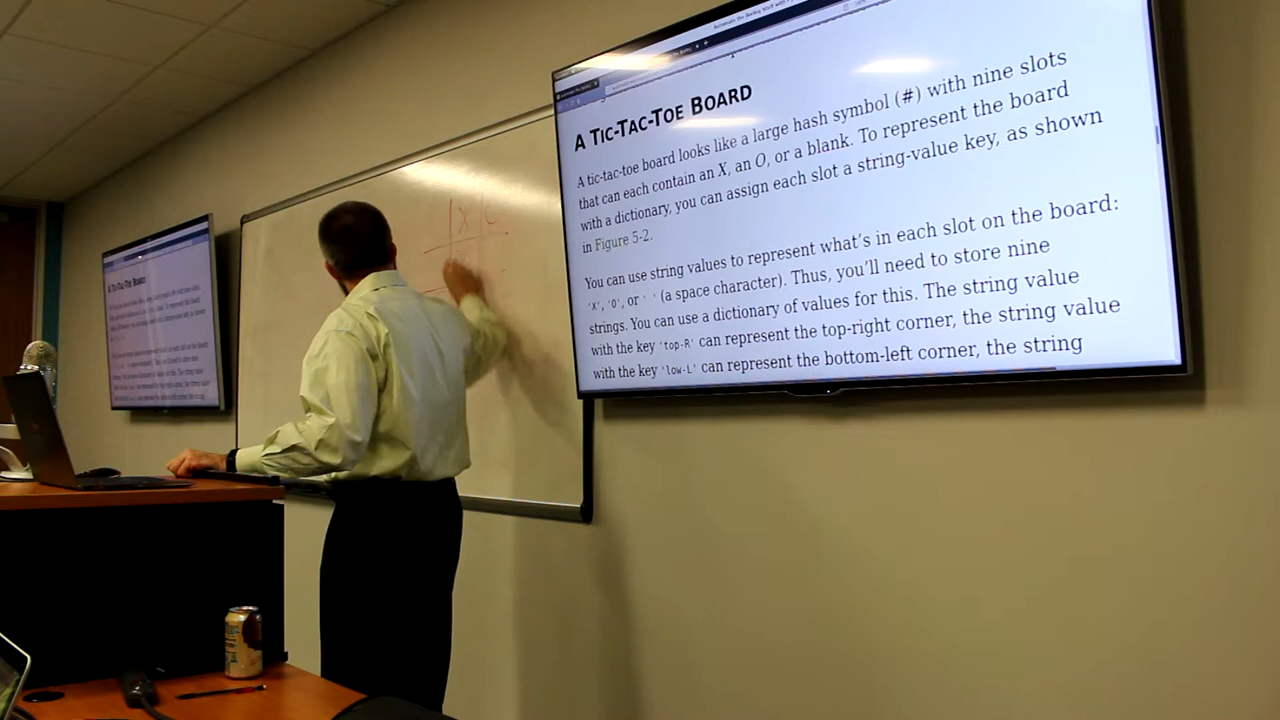 A TIC-TAC-TOE BOARD
A tic-tac-toe board looks like a large hash symbol (#) with nine slots
that can each contain an X, an O, or a blank. To represent the board
with a dictionary, you can assign each slot a string-value key, as shown
in Figure 5-2.
You can use string values to represent what's in each slot on the board:
'X', 'O', or ' ' (a space character). Thus, you'll need to store nine
strings. You can use a dictionary of values for this. The string value
with the key 'top-R' can represent the top-right corner, the string value
with the key 'low-L' can represent the bottom-left corner, the string
X
A TIC-TAC-TOE BOARD